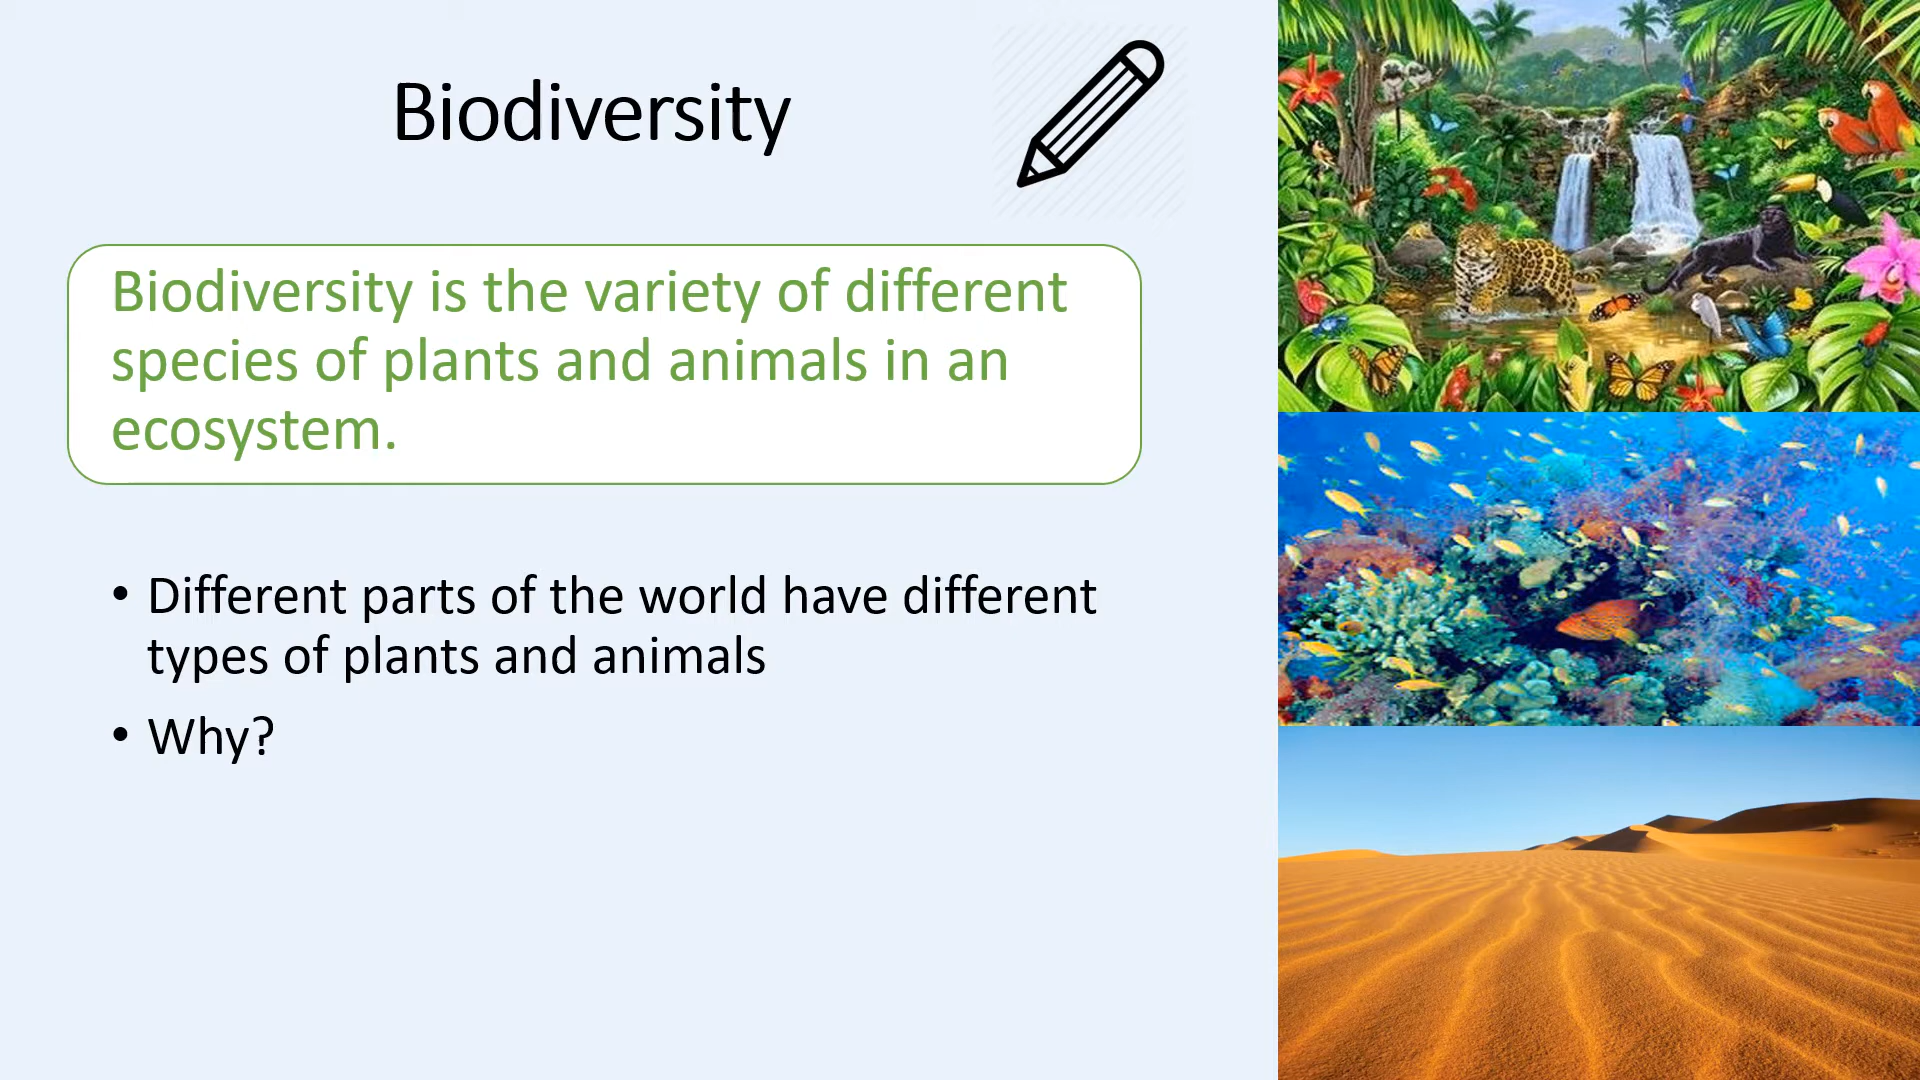 Biodiversity
Biodiversity is the variety of different
species of plants and animals in an
ecosystem.
• Different parts of the world have different
types of plants and animals
• Why?